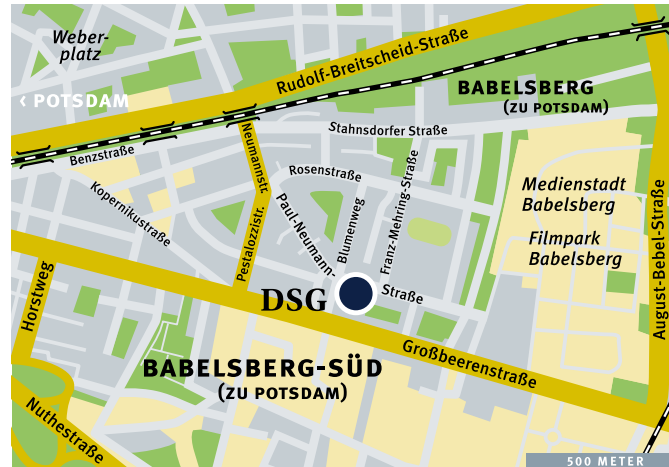 Weber-
platz
Rudolf-Breitscheid-Straße
‹ POTSDAM
BABELSBERG
(ZU POTSDAM)
Stahnsdorfer Straße
Benzstraße
Neumannstr.
Rosenstraße
Kopernikustraße
Pestalozzistr.
Paul-Neumann-
Straße
Blumenweg
Franz-Mehring-Straße
Medienstadt
Babelsberg
Filmpark
Babelsberg
August-Bebel-Straße
Horstweg
DSG
Großbeerenstraße
BABELSBERG-SÜD
(ZU POTSDAM)
Nuthestraße
500 METER